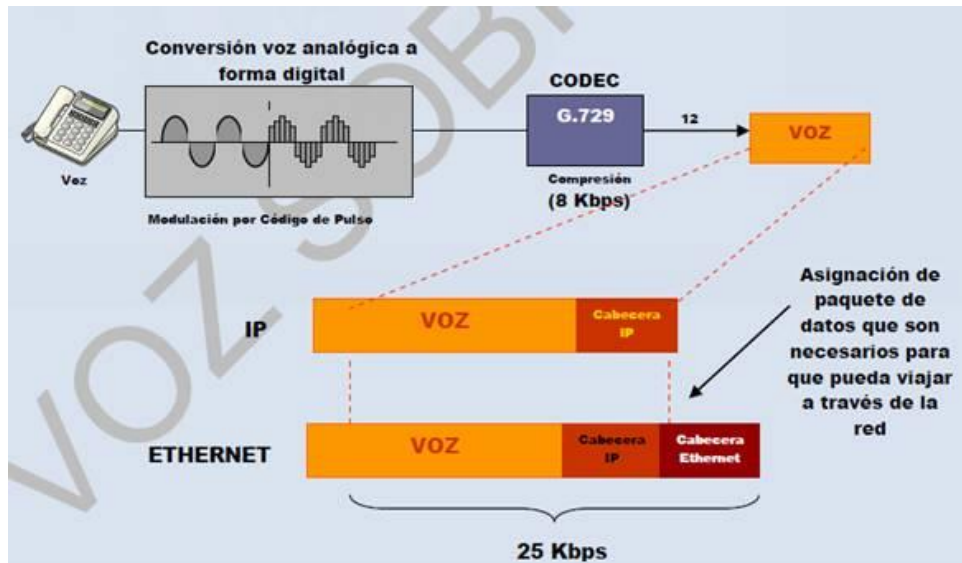 Conversión voz analógica a
forma digital
CODEC
G.729
12
VOZ
Voz
Compresión
(8 Kbps)
Modulación por Código de Pulso
Asignación de
paquete de
datos que son
necesarios para
que pueda viajar
a través de la
red
IP
VOZ
Cabecera
IP
ETHERNET
VOZ
Cabecera
IP
Cabecera
Ethernet
25 Kbps
VOZ SOBR